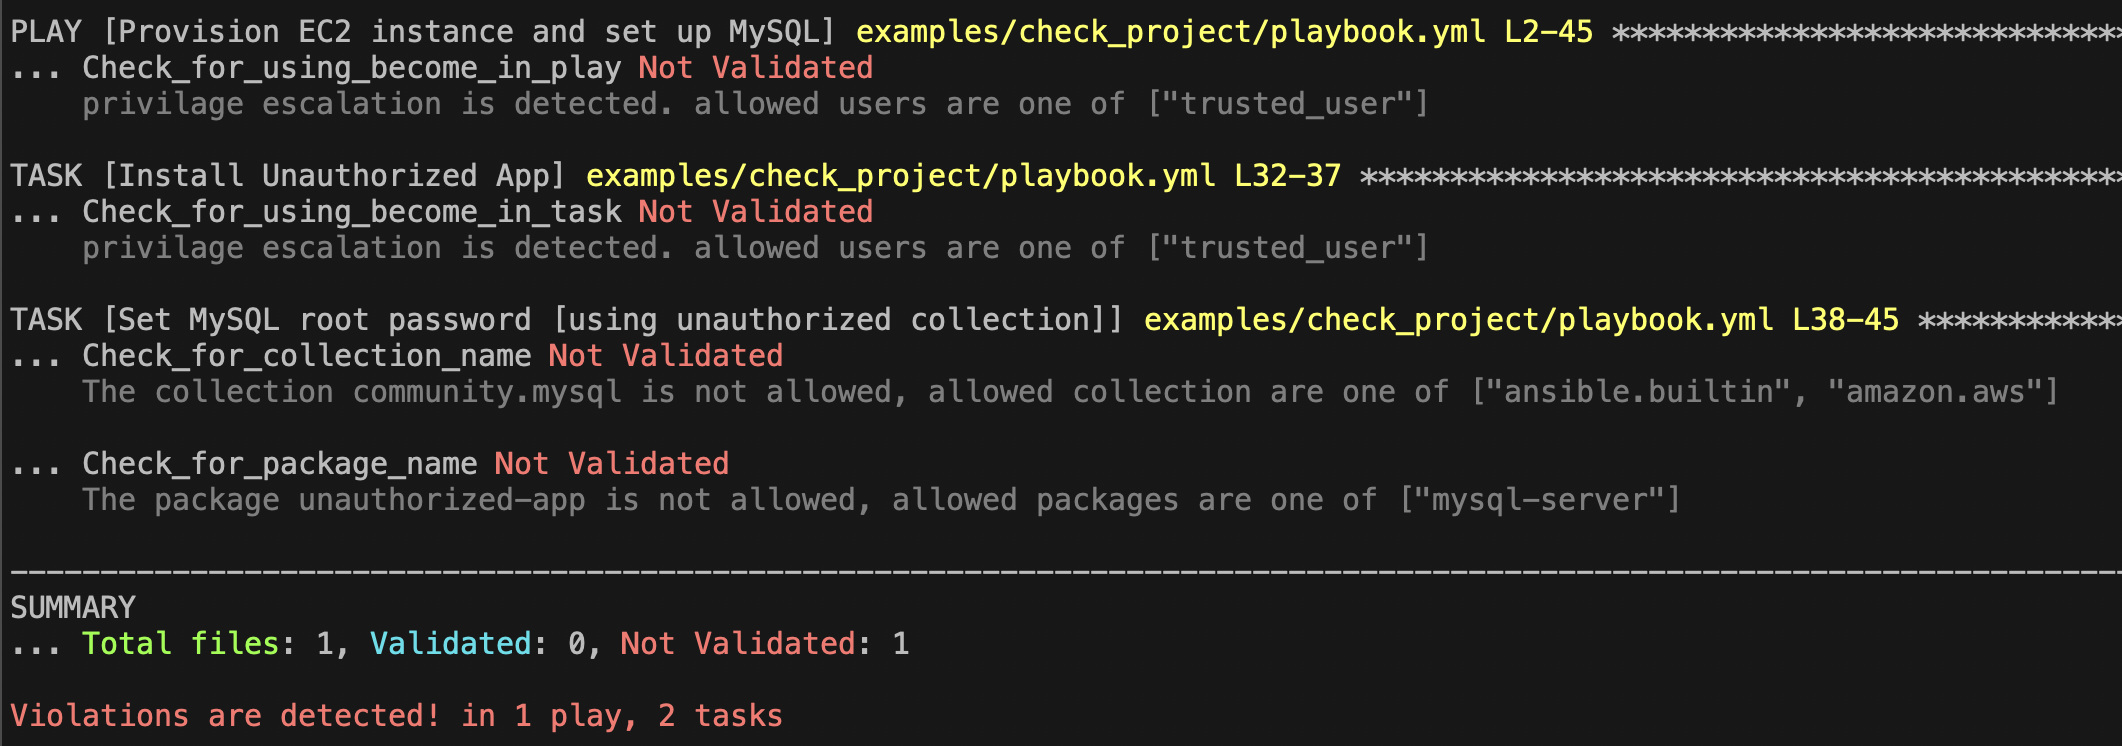 PLAY [Provision EC2 instance and set up MySQL] examples/check_project/playbook.yml L2-45 *****************************
... Check_for_using_become_in_play Not Validated
    privilage escalation is detected. allowed users are one of ["trusted_user"]
TASK [Install Unauthorized App] examples/check_project/playbook.yml L32-37 *******************************************
... Check_for_using_become_in_task Not Validated
    privilage escalation is detected. allowed users are one of ["trusted_user"]
TASK [Set MySQL root password [using unauthorized collection]] examples/check_project/playbook.yml L38-45 ************
... Check_for_collection_name Not Validated
    The collection community.mysql is not allowed, allowed collection are one of ["ansible.builtin", "amazon.aws"]
... Check_for_package_name Not Validated
    The package unauthorized-app is not allowed, allowed packages are one of ["mysql-server"]
----------------------------------------------------------------------------------------------------------------------
SUMMARY
... Total files: 1, Validated: 0, Not Validated: 1
Violations are detected! in 1 play, 2 tasks